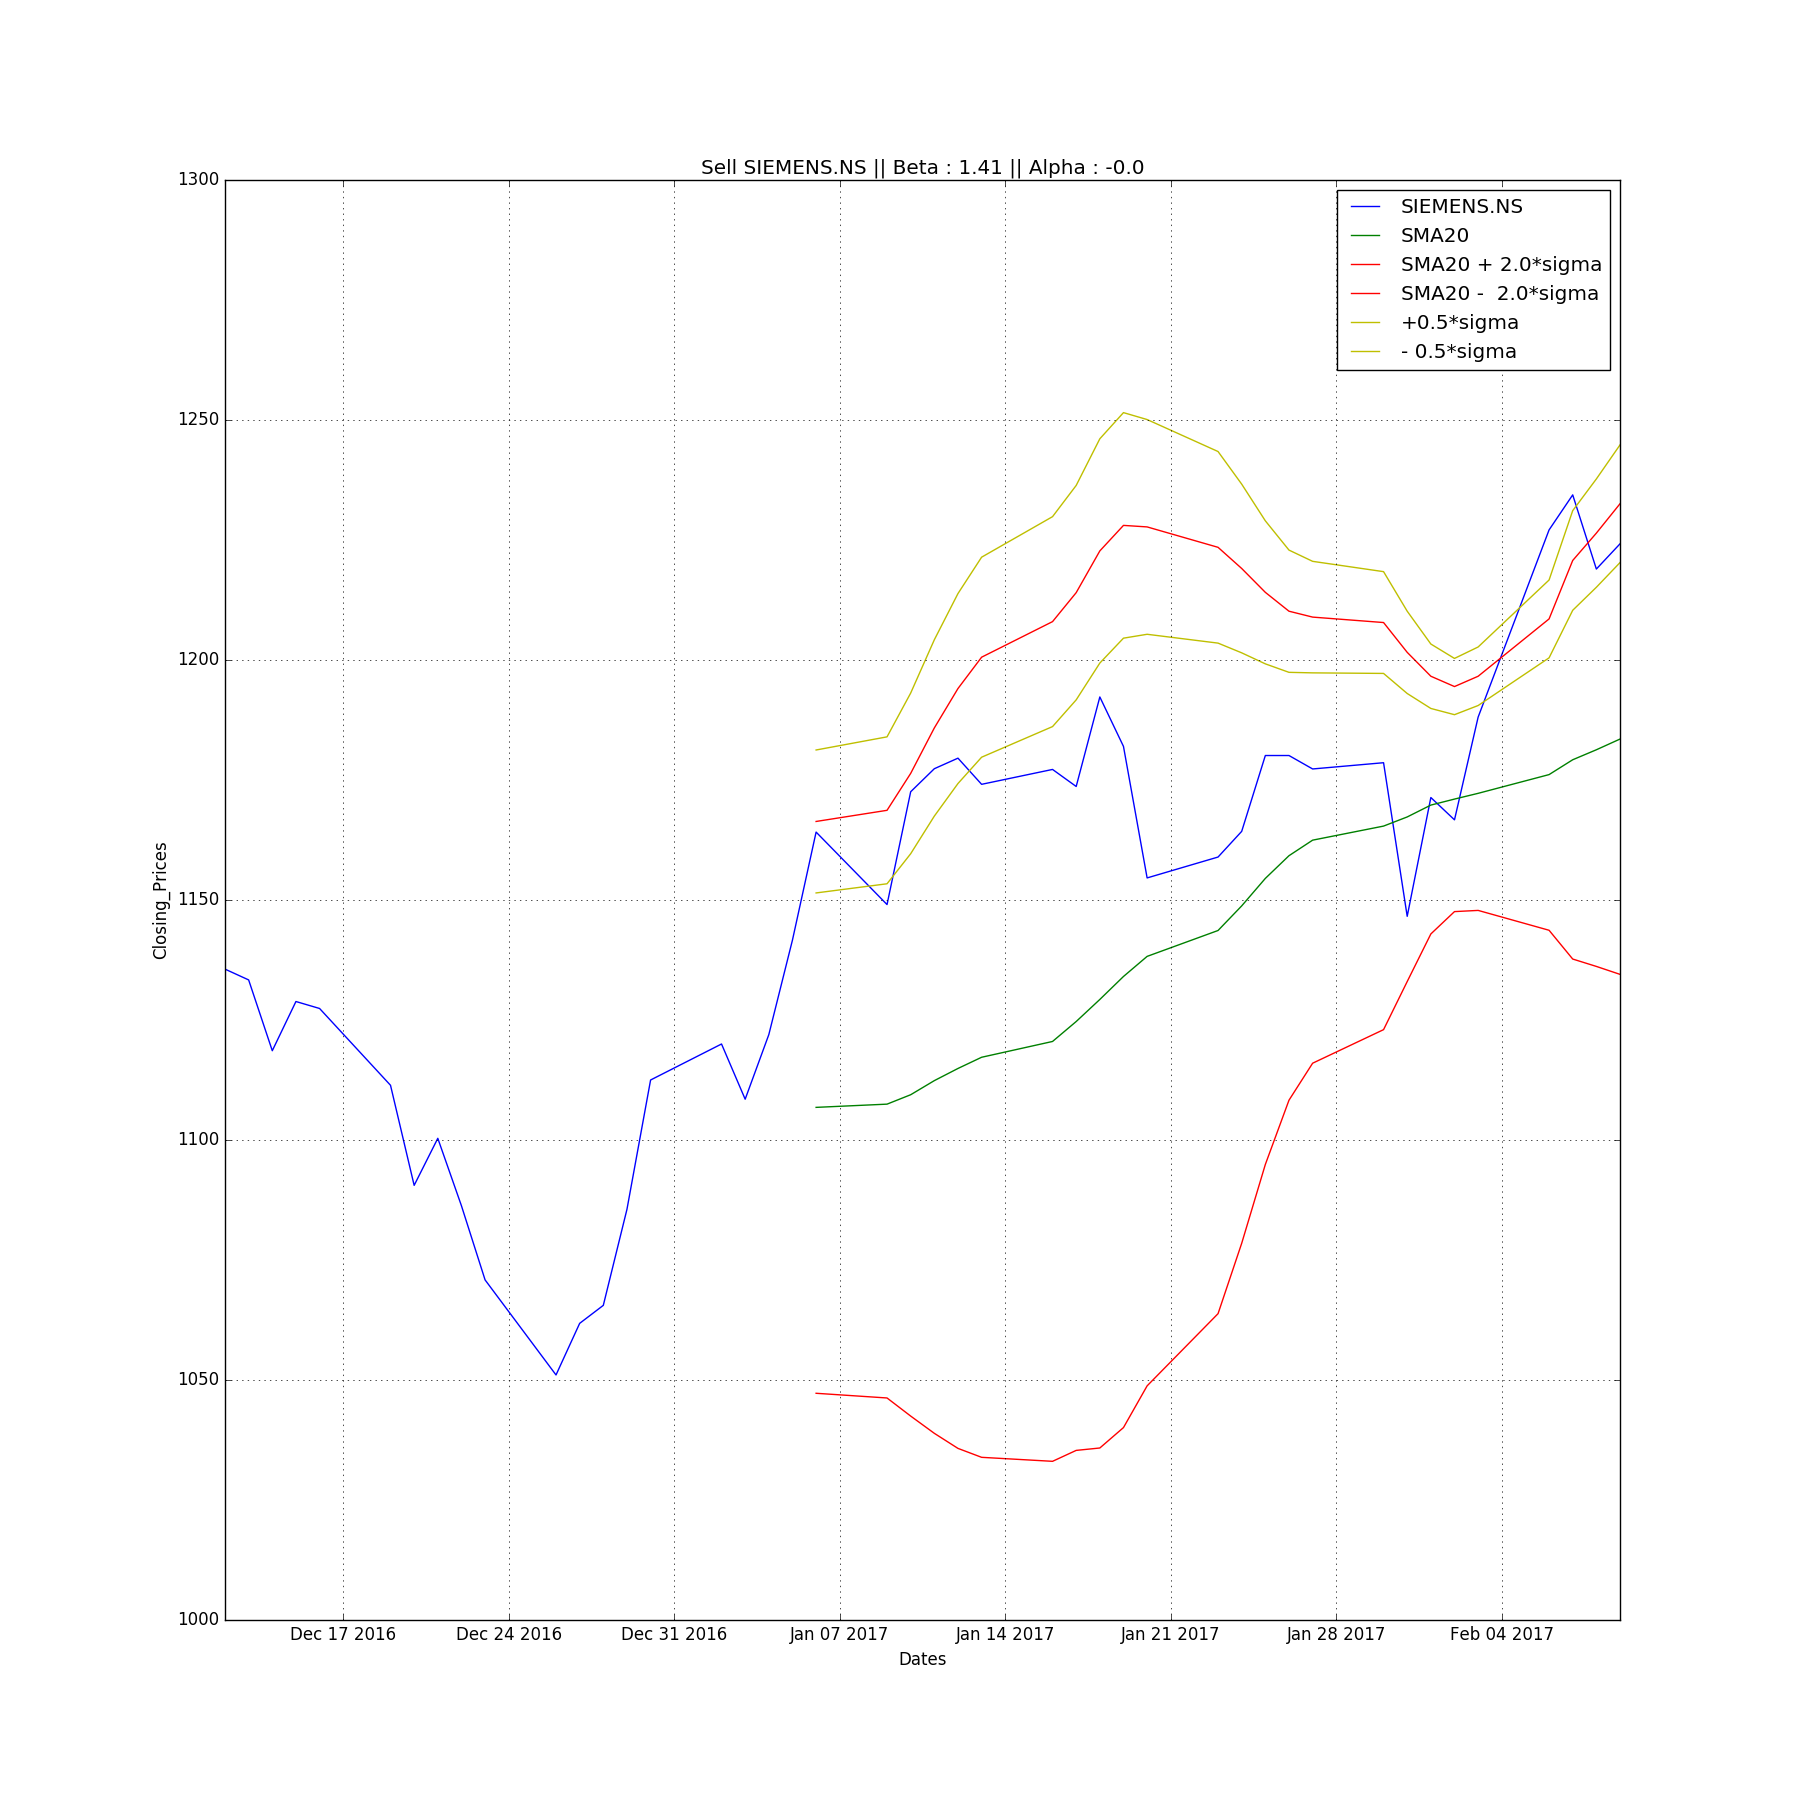 Sell SIEMENS.NS || Beta : 1.41 || Alpha : -0.0
SIEMENS.NS
SMA20
SMA20 + 2.0*sigma
SMA20 -  2.0*sigma
+0.5*sigma
- 0.5*sigma
1300
1250
1200
1150
1100
1050
1000
Closing_Prices
Dec 17 2016
Dec 24 2016
Dec 31 2016
Jan 07 2017
Jan 14 2017
Jan 21 2017
Jan 28 2017
Feb 04 2017
Dates